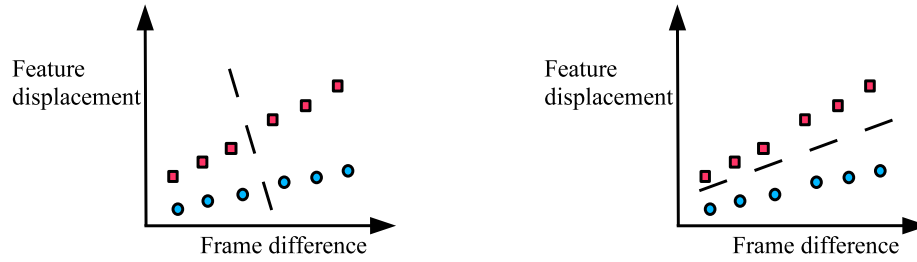 Feature
displacement
Frame difference
Feature
displacement
Frame difference